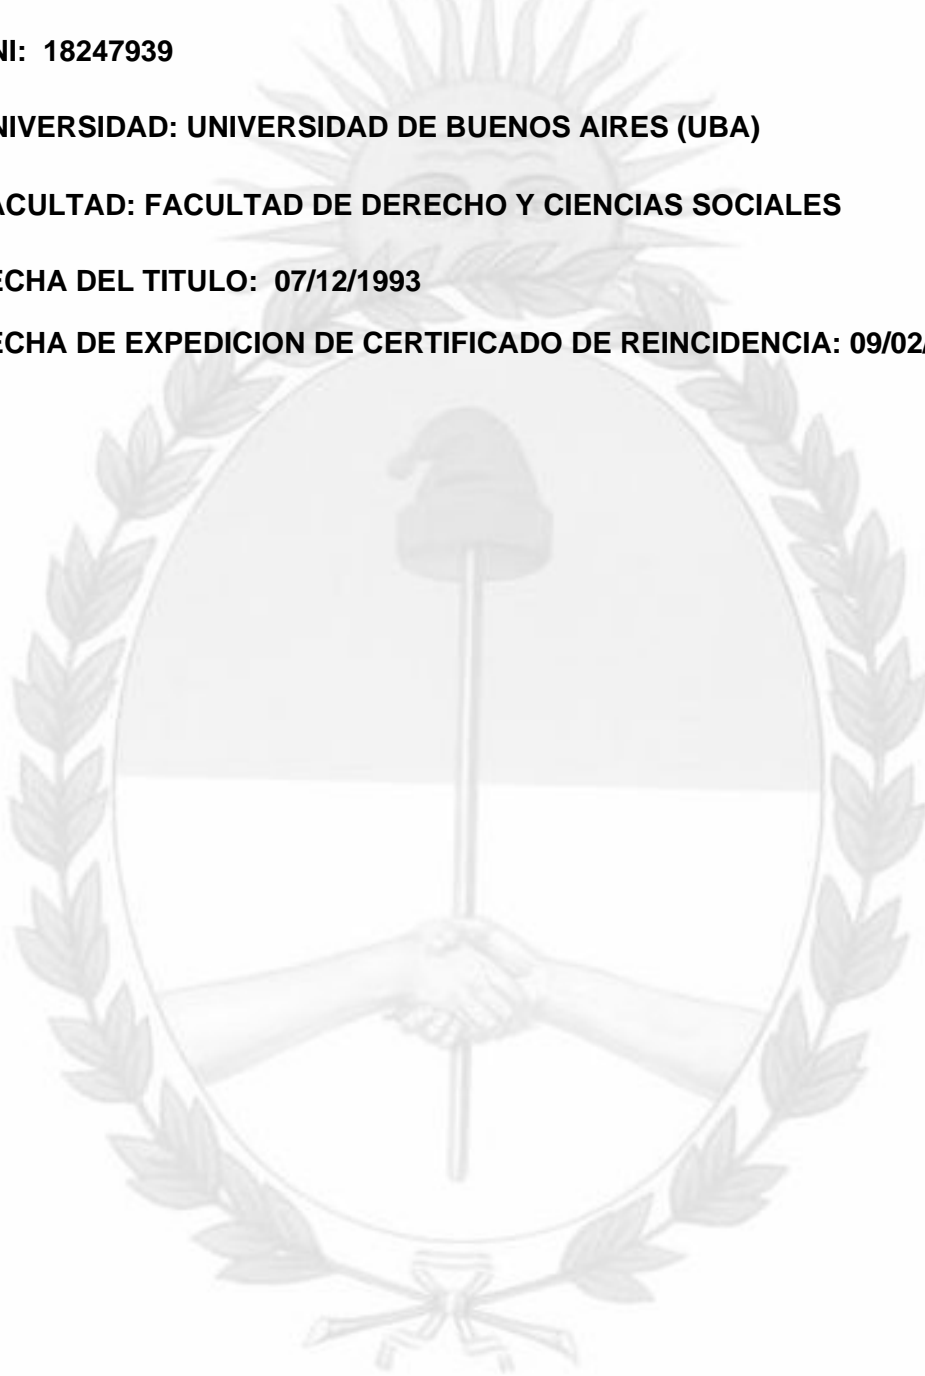 NI: 18247939
NIVERSIDAD: UNIVERSIDAD DE BUENOS AIRES (UBA)
ACULTAD: FACULTAD DE DERECHO Y CIENCIAS SOCIALES
ECHA DEL TITULO: 07/12/1993
ECHA DE EXPEDICION DE CERTIFICADO DE REINCIDENCIA: 09/02/